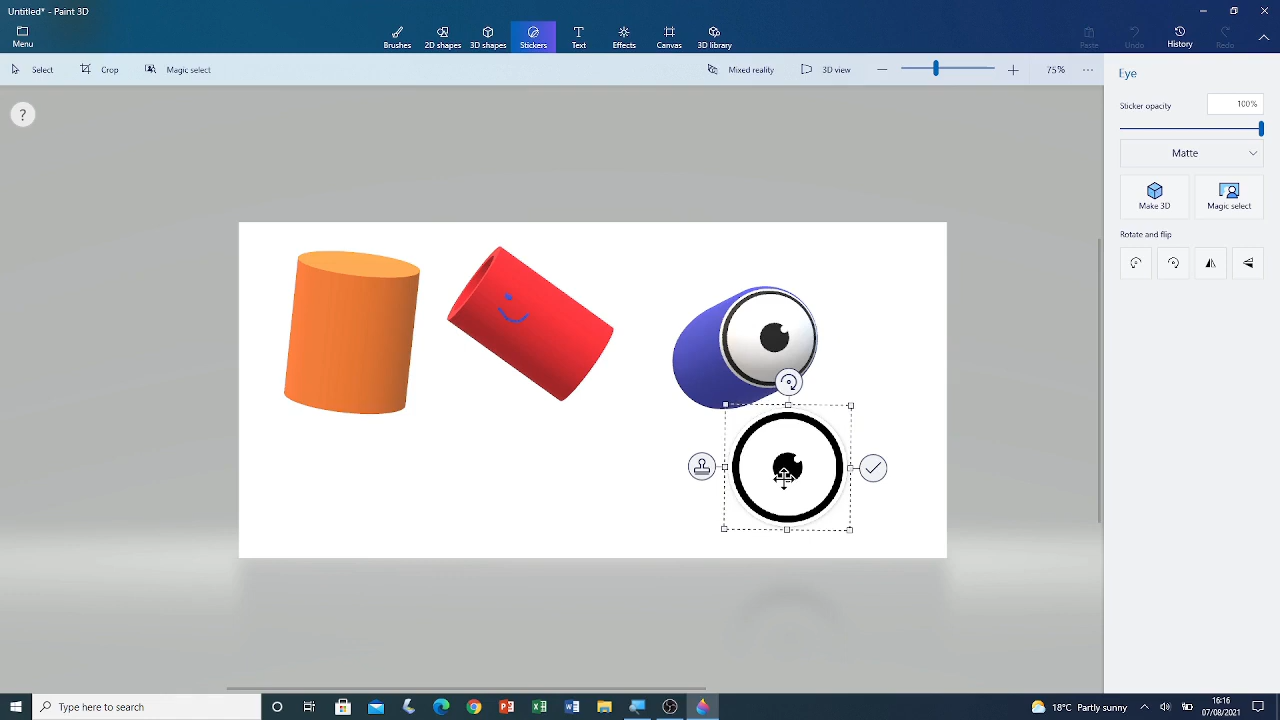 Untitled* - Paint 3D
Menu
Brushes
2D shapes
3D shapes
Stickers
Text
Effects
Canvas
3D library
Paste
Undo
History
Redo
Select
Crop
Magic select
Mixed reality
3D view
75%
Eye
?
Sticker opacity
100%
Matte
Make 3D
Magic select
Rotate and flip
Type here to search
18°C Partly sunny
16:16
07/08/2021